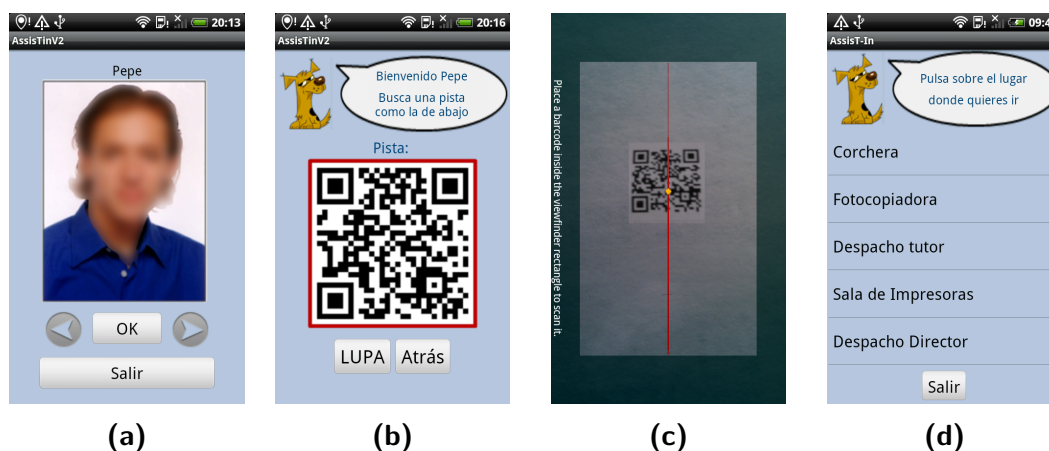 20:13
AssisTinV2
Pepe
OK
Salir
(a)
20:16
AssisTinV2
Bienvenido Pepe
Busca una pista
como la de abajo
Pista:
LUPA
Atrás
(b)
Place a barcode inside the viewfinder rectangle to scan it.
(c)
09:4
AssisT-In
Pulsa sobre el lugar
donde quieres ir
Corchera
Fotocopiadora
Despacho tutor
Sala de Impresoras
Despacho Director
Salir
(d)